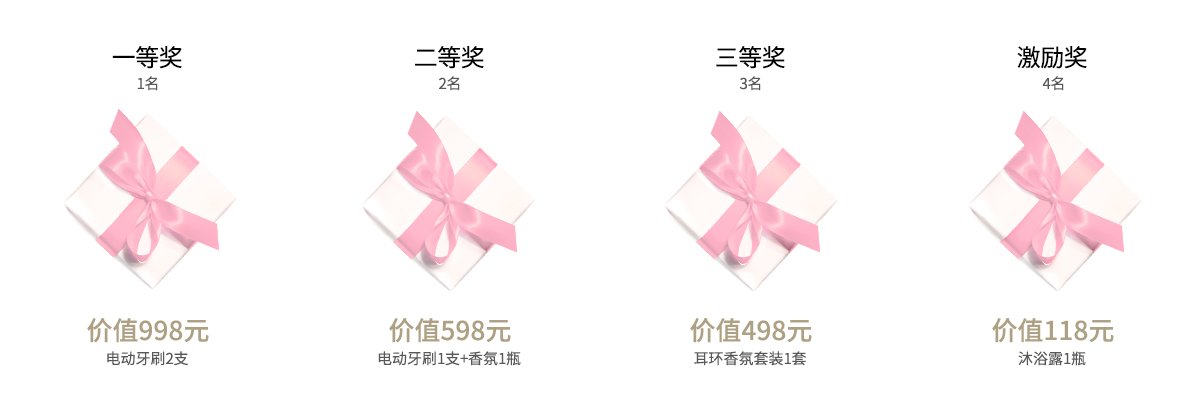 一等奖
1名
价值998元
电动牙刷2支
二等奖
2名
价值598元
电动牙刷1支+香氛1瓶
三等奖
3名
价值498元
耳环香氛套装1套
激励奖
4名
价值118元
沐浴露1瓶